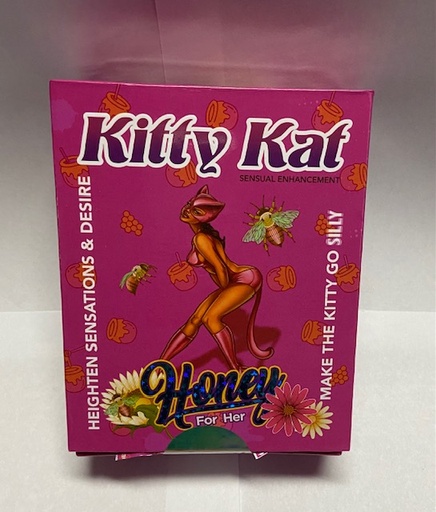 Kitty Kat
SENSUAL ENHANCEMENT
HEIGHTEN SENSATIONS & DESIRE
MAKE THE KITTY GO SILLY
Honey
For Her